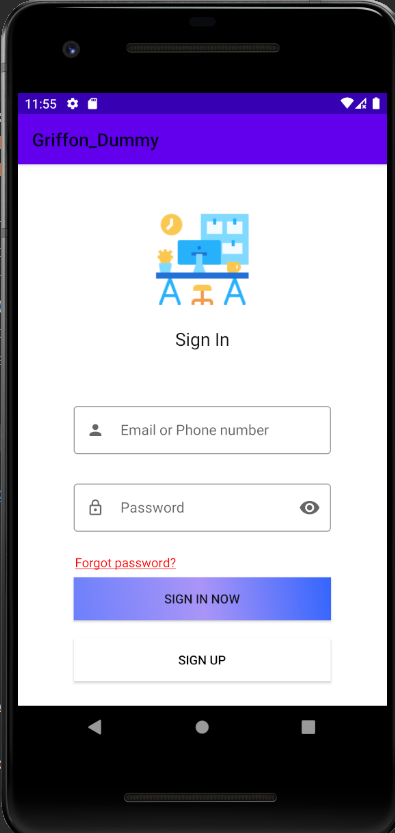 11:55
Griffon_Dummy
Sign In
Email or Phone number
Password
Forgot password?
SIGN IN NOW
SIGN UP